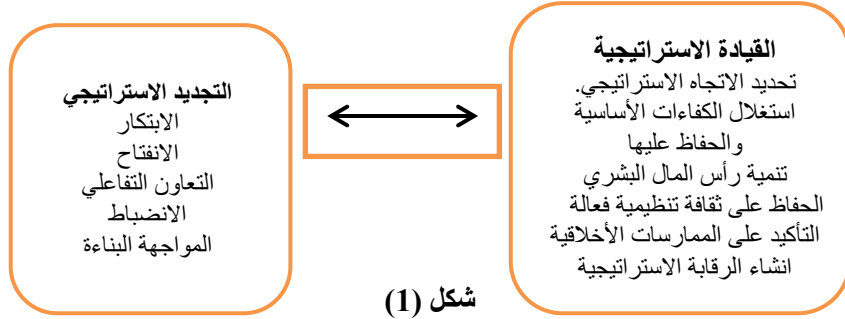 القيادة الاستراتيجية
تحديد الاتجاه الاستراتيجي.
استغلال الكفاءات الأساسية
والحفاظ عليها
تنمية رأس المال البشري
الحفاظ على ثقافة تنظيمية فعالة
التأكيد على الممارسات الأخلاقية
انشاء الرقابة الاستراتيجية
التجديد الاستراتيجي
الابتكار
الانفتاح
التعاون التفاعلي
الانضباط
المواجهة البناءة
شكل (1)